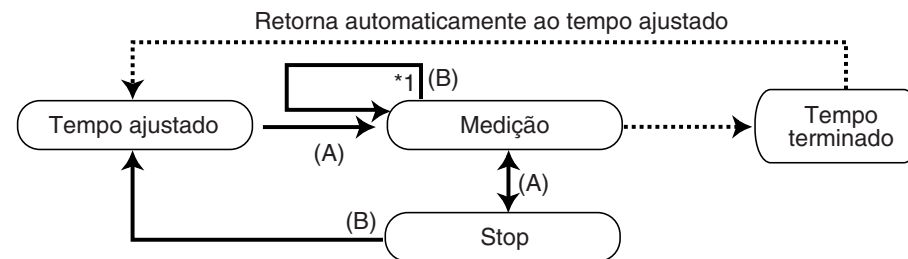 Retorna automaticamente ao tempo ajustado
*1 (B)
Tempo ajustado
(A)
Medição
Tempo
terminado
(A)
(B)
Stop